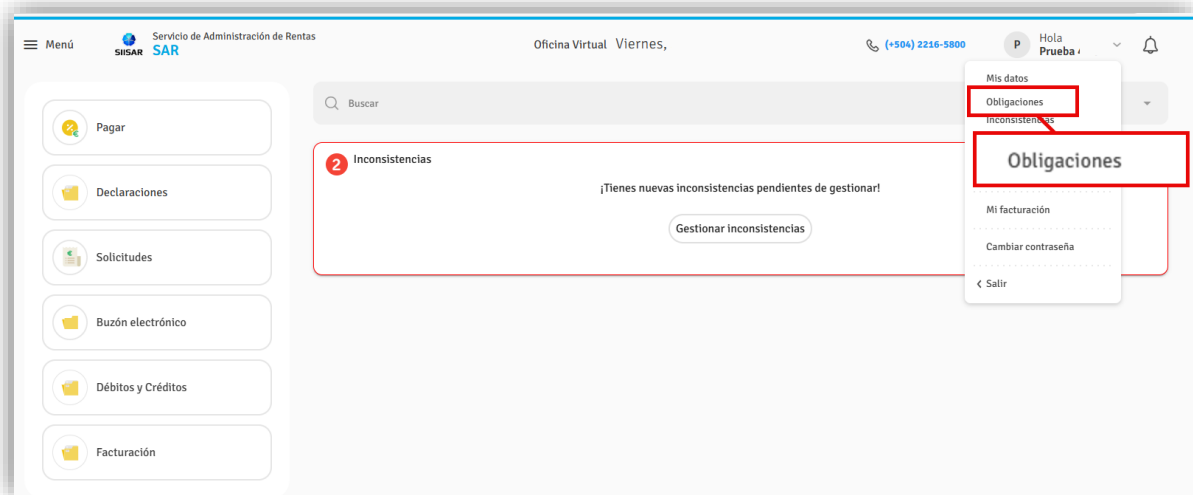 Menú
SIISAR
Servicio de Administración de Rentas
SAR
Oficina Virtual Viernes,
(+504) 2216-5800
P
Hola
Prueba
Mis datos
Obligaciones
Inconsistencias
Obligaciones
Mi facturación
Cambiar contraseña
Salir
Buscar
Pagar
Declaraciones
Solicitudes
Buzón electrónico
Débitos y Créditos
Facturación
2 Inconsistencias
¡Tienes nuevas inconsistencias pendientes de gestionar!
Gestionar inconsistencias